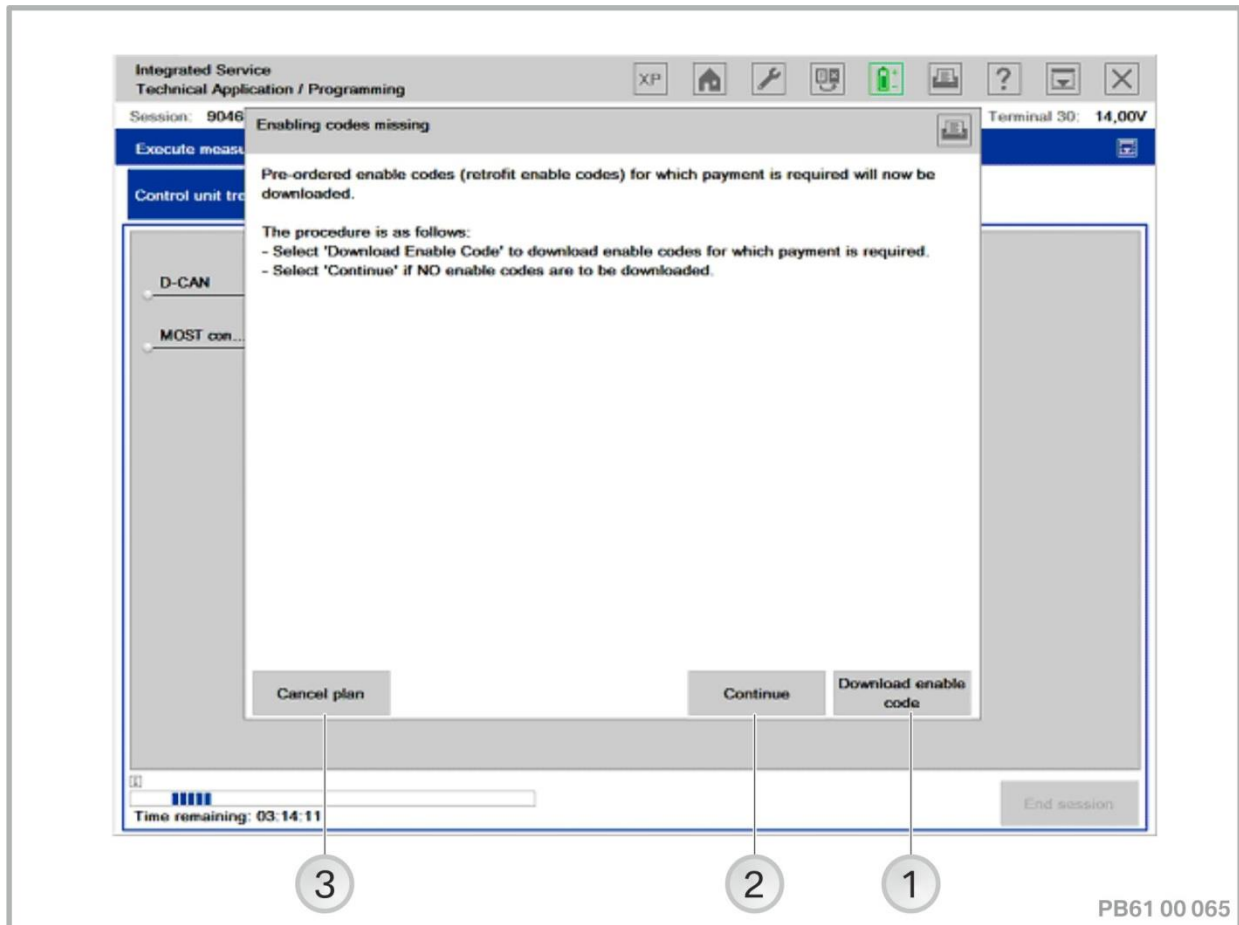 Integrated Service
Technical Application / Programming
XP
?
Session: 9046
Terminal 30: 14,00V
Enabling codes missing
Execute measu
Control unit tre
Pre-ordered enable codes (retrofit enable codes) for which payment is required will now be
downloaded.
The procedure is as follows:
- Select 'Download Enable Code' to download enable codes for which payment is required.
- Select 'Continue' if NO enable codes are to be downloaded.
D-CAN
MOST con...
Cancel plan
Continue
Download enable
code
Time remaining: 03:14:11
End session
3
2
1
PB61 00 065